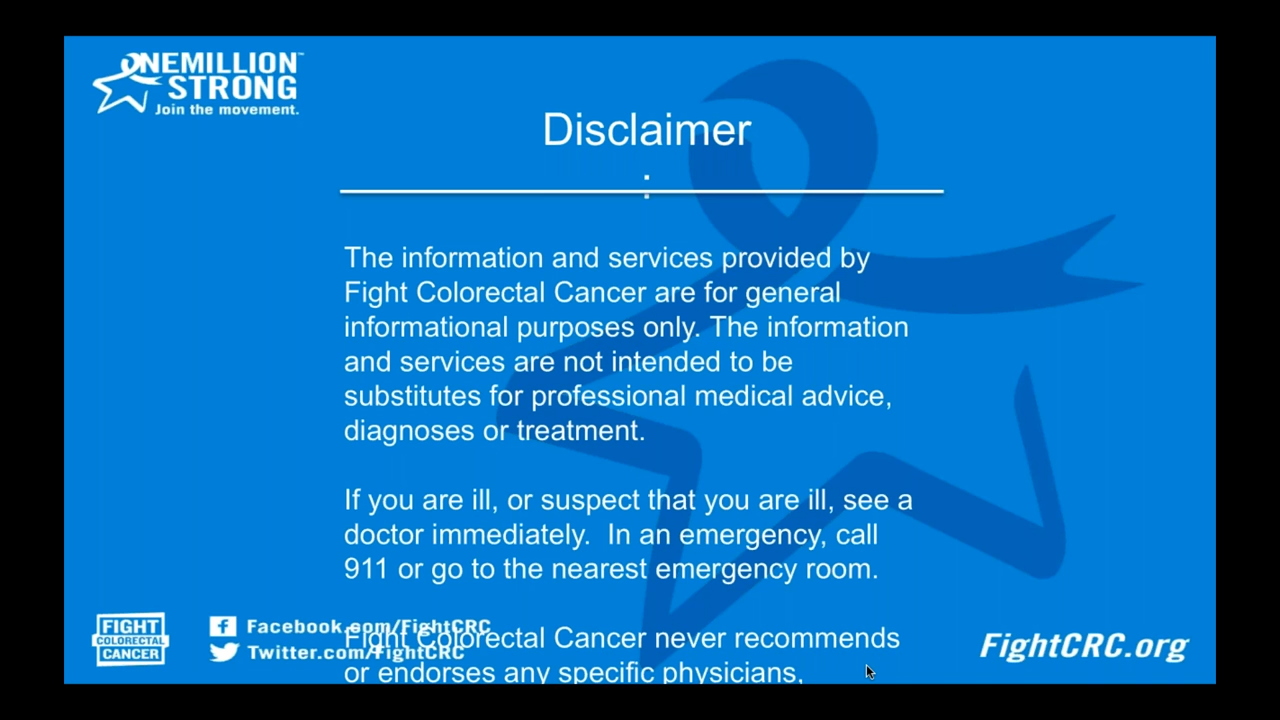 ONEMILLION™
STRONG
Join the movement.
Disclaimer
:
The information and services provided by
Fight Colorectal Cancer are for general
informational purposes only. The information
and services are not intended to be
substitutes for professional medical advice,
diagnoses or treatment.
If you are ill, or suspect that you are ill, see a
doctor immediately.  In an emergency, call
911 or go to the nearest emergency room.
Fight Colorectal Cancer never recommends
or endorses any specific physicians,
FIGHT
COLORECTAL
CANCER
Facebook.com/FightCRC
Twitter.com/FightCRC
FightCRC.org